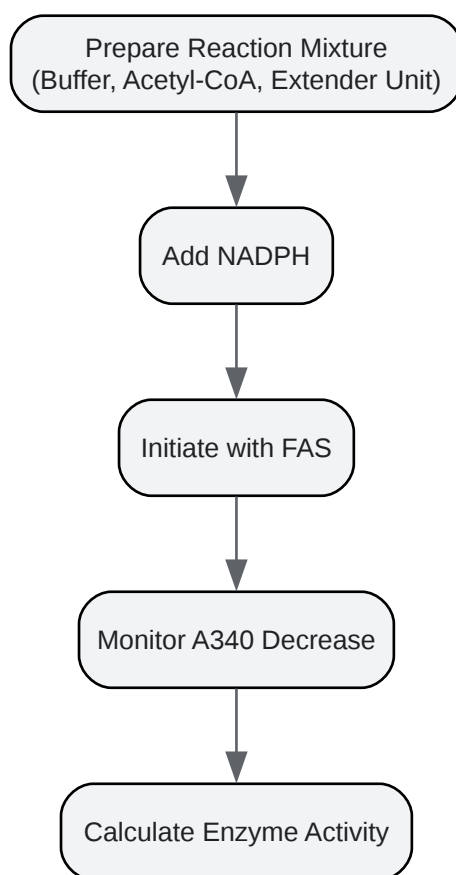 Prepare Reaction Mixture
(Buffer, Acetyl-CoA, Extender Unit)
Add NADPH
Initiate with FAS
Monitor A340 Decrease
Calculate Enzyme Activity